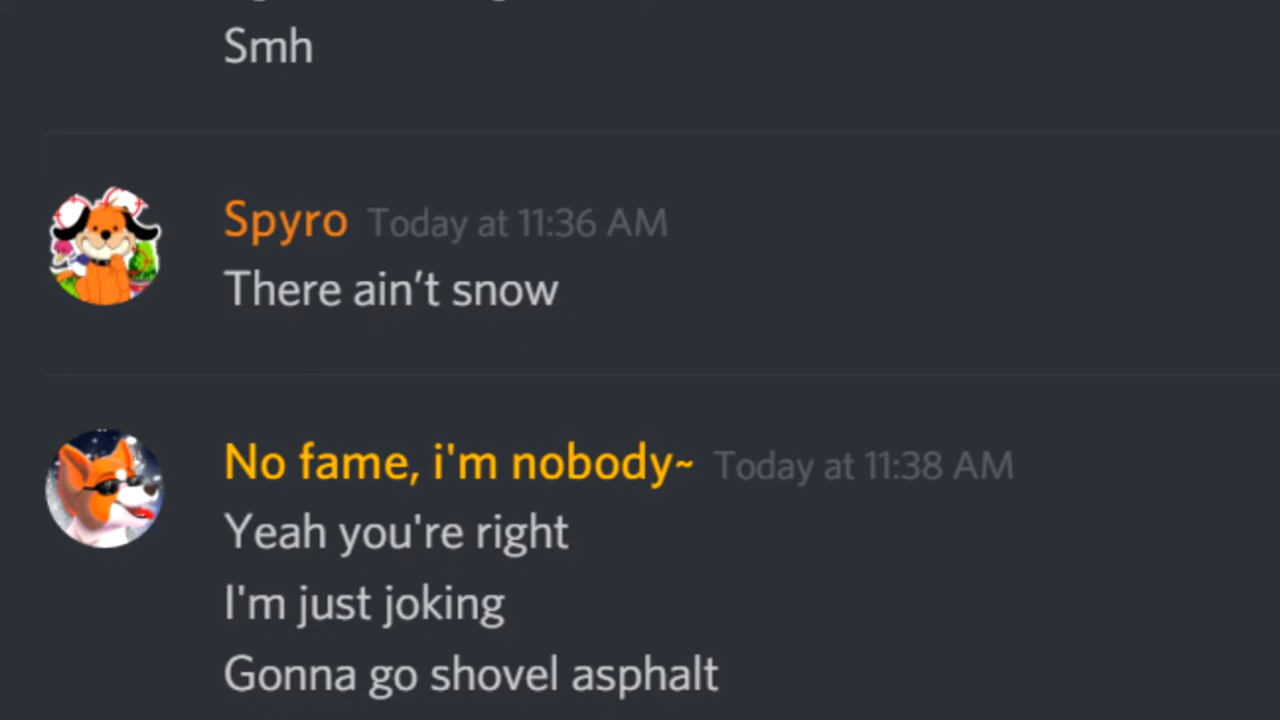 Smh
Spyro Today at 11:36 AM
There ain’t snow
No fame, i'm nobody~ Today at 11:38 AM
Yeah you're right
I'm just joking
Gonna go shovel asphalt